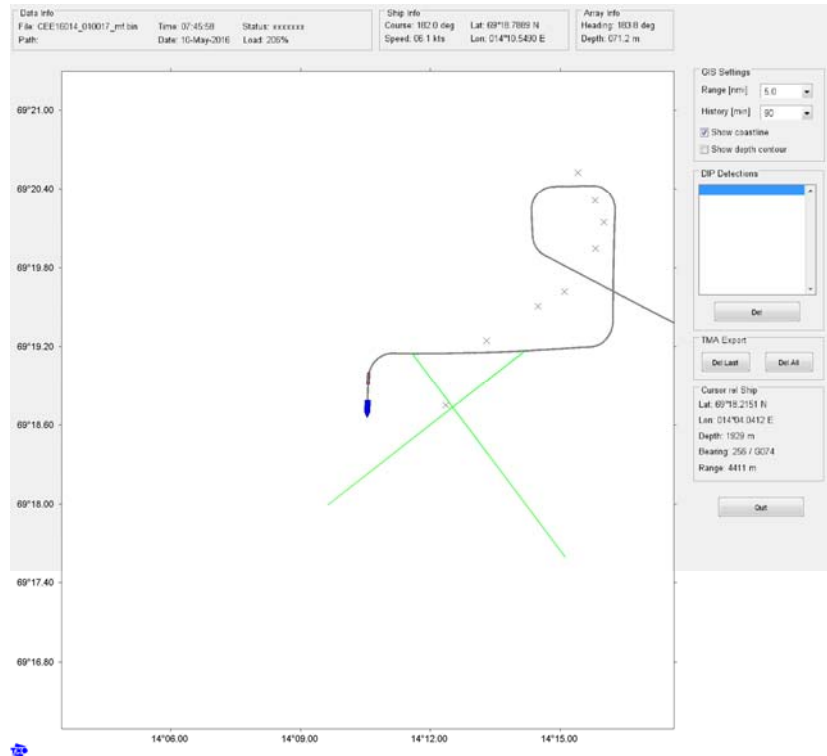 Data Info
File: CEE16014_010017_mf.bin Time: 07:45:58 Status: xxxxxxx
Path: Date: 10-May-2016 Load: 206%
Ship Info
Course: 182.0 deg Lat: 69°18.7889 N
Speed: 06.1 kts Lon: 014°10.5490 E
Array Info
Heading: 183.8 deg
Depth: 071.2 m
69°21.00
69°20.40
69°19.80
69°19.20
69°18.60
69°18.00
69°17.40
69°16.80
14°06.00 14°09.00 14°12.00 14°15.00
GIS Settings
Range [nmi] 5.0
History [min] 90
Show coastline
Show depth contour
DIP Detections
Del
TMA Export
Del Last Del All
Cursor rel Ship
Lat: 69°18.2151 N
Lon: 014°04.0412 E
Depth: 1929 m
Bearing: 256 / G074
Range: 4411 m
Quit